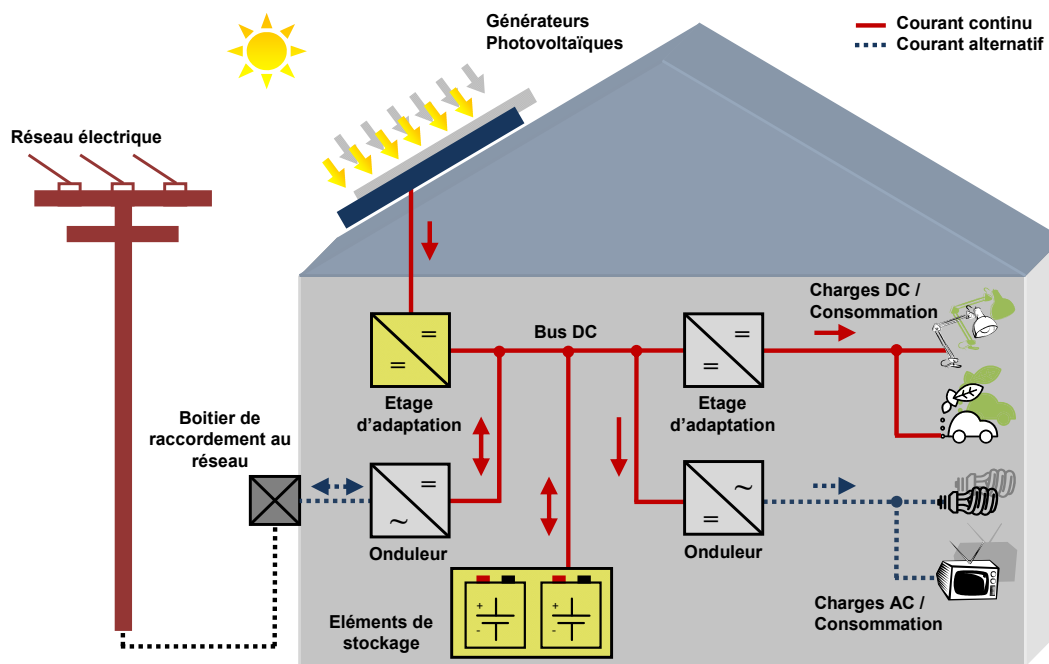 Générateurs
Photovoltaïques
Courant continu
Courant alternatif
Réseau électrique
Charges DC /
Consommation
=
=
Bus DC
=
=
Etage
d'adaptation
Etage
d'adaptation
Boitier de
raccordement au
réseau
=
~
~
=
Onduleur
Onduleur
+
-
+
-
Eléments de
stockage
Charges AC /
Consommation